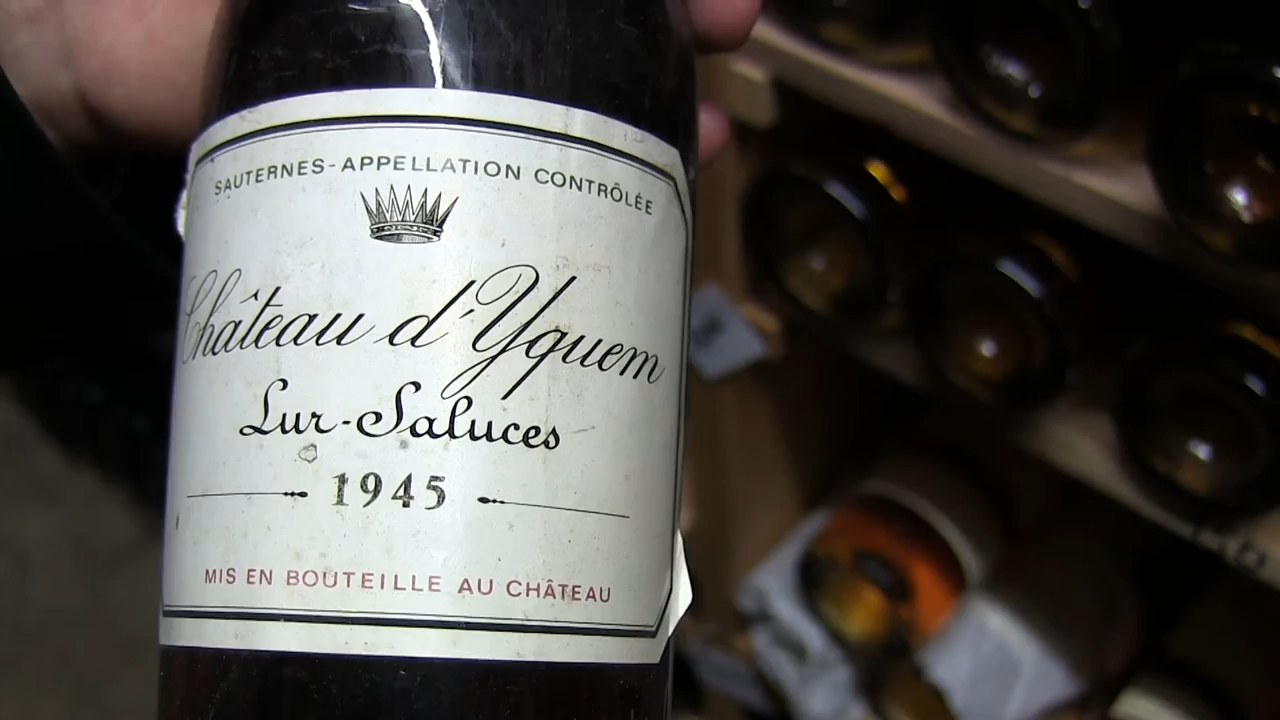 SAUTERNES-APPELLATION CONTRÔLÉE
Château d'Yquem
Lur-Saluces
1945
MIS EN BOUTEILLE AU CHÂTEAU